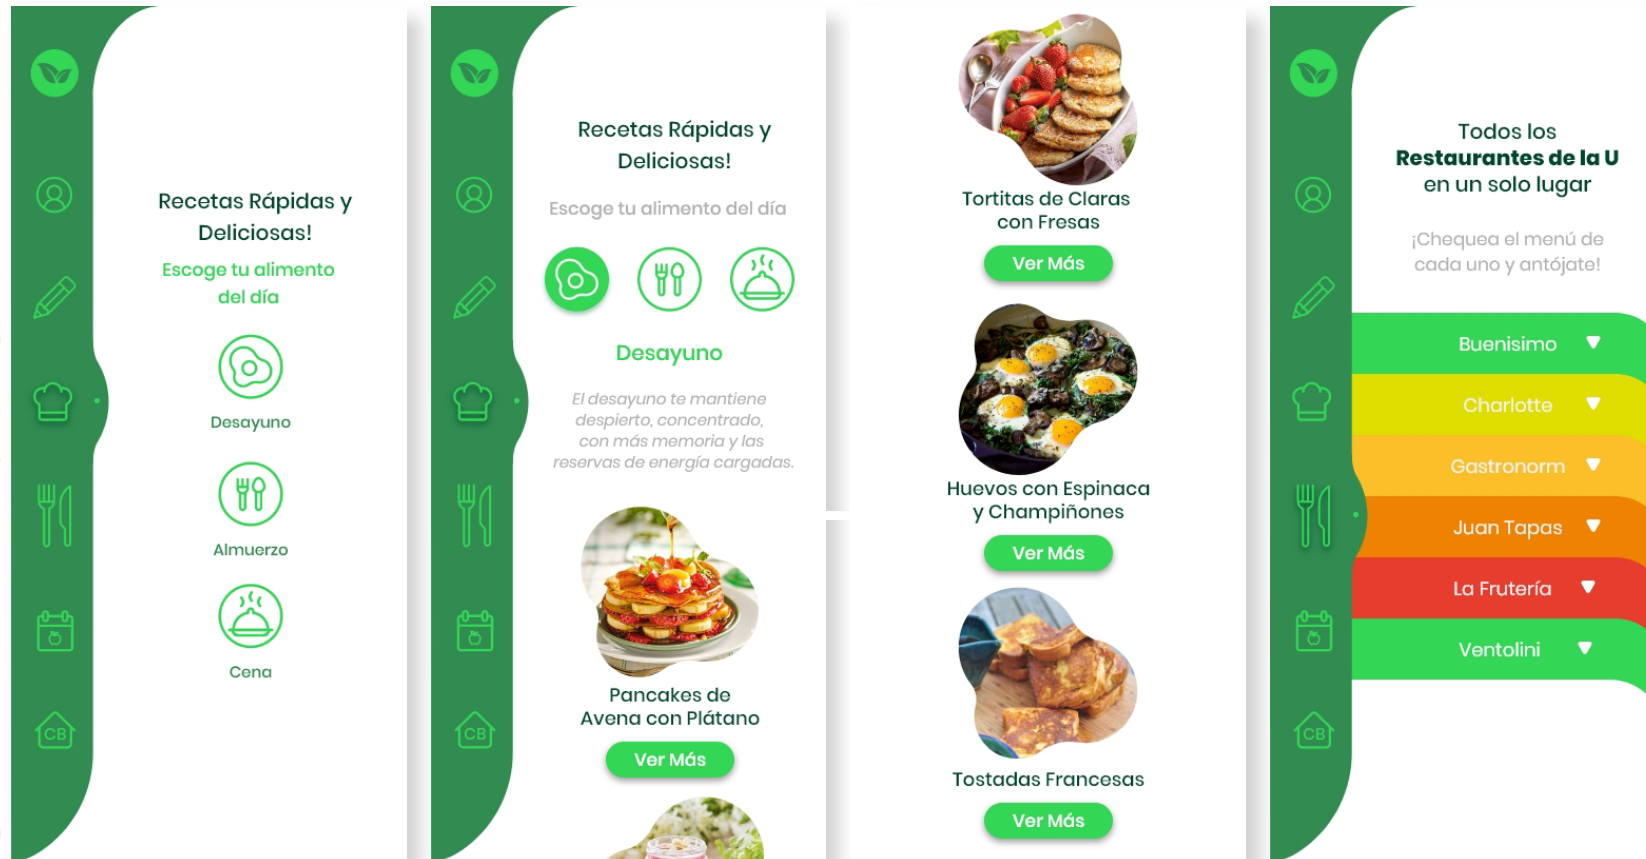 Recetas Rápidas y
Deliciosas!
Escoge tu alimento
del día
Desayuno
Almuerzo
Cena
CB
Recetas Rápidas y
Deliciosas!
Escoge tu alimento del día
Desayuno
El desayuno te mantiene
despierto, concentrado,
con más memoria y las
reservas de energía cargadas.
Pancakes de
Avena con Plátano
Ver Más
CB
Tortitas de Claras
con Fresas
Ver Más
Huevos con Espinaca
y Champiñones
Ver Más
Tostadas Francesas
Ver Más
Todos los
Restaurantes de la U
en un solo lugar
¡Chequea el menú de
cada uno y antójate!
Buenisimo
Charlotte
Gastronorm
Juan Tapas
La Frutería
Ventolini
CB